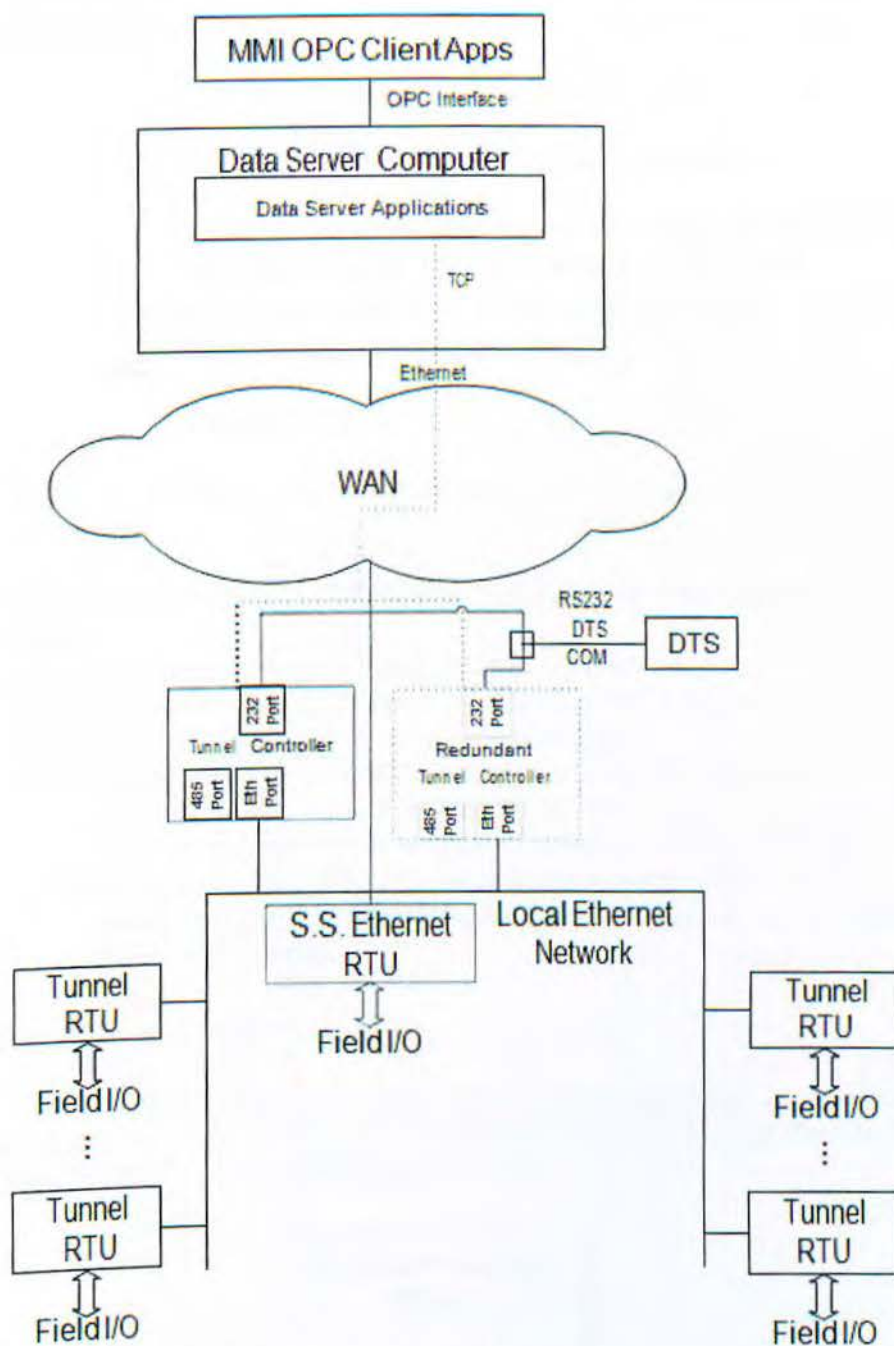 MMI OPC Client Apps
OPC Interface
Data Server Computer
Data Server Applications
TCP
Ethernet
WAN
RS232
DTS
COM
DTS
232
Port
Tunnel Controller
485
Port
Eth
Port
232
Port
Redundant
Tunnel Controller
485
Port
Eth
Port
S.S. Ethernet
RTU
Field I/O
Local Ethernet
Network
Tunnel
RTU
Field I/O
Tunnel
RTU
Field I/O
Tunnel
RTU
Field I/O
Tunnel
RTU
Field I/O